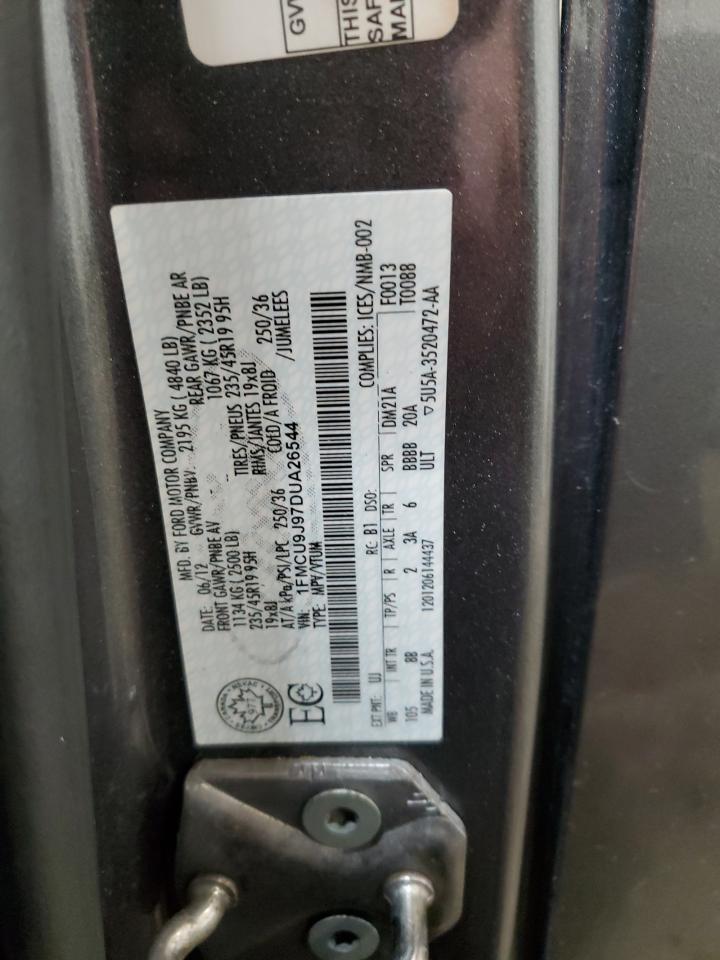 GV
THIS
SAF
MA
MFD. BY FORD MOTOR COMPANY
DATE: 06/12 GVWR/PNBV: 2195 KG ( 4840 LB)
FRONT GAWR/PNBE AV REAR GAWR/PNBE AR
1134 KG ( 2500 LB) 1067 KG ( 2352 LB)
235/45R19 95H TIRES/PNEUS 235/45R19 95H
19x8J RIMS/JANTES 19x8J
AT/A kPa/PSI/LPC 250/36 COLD/A FROID 250/36
VIN: 1FMCU9J97DUA26544 /JUMELEES
TYPE: MPV/VTUM
COMPLIES: ICES/NMB-002
EXT PNT: UJ RC: B1 DSO: F0013
WB INT TR TP/PS R AXLE TR SPR DM21A T0088
105 BB 2 3A 6 BBBB 20A
MADE IN U.S.A. 1201206144437 ULT ▽5U5A-3520472-AA
977
EC